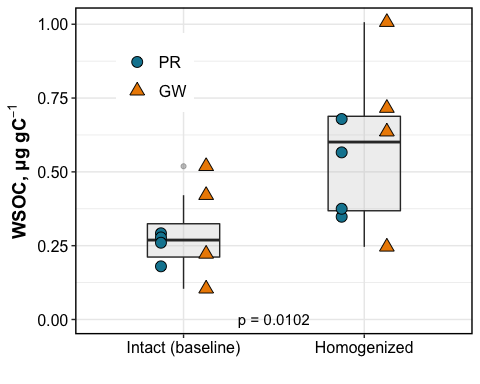 WSOC, µg gC⁻¹
1.00
0.75
0.50
0.25
0.00
PR
GW
p = 0.0102
Intact (baseline)
Homogenized